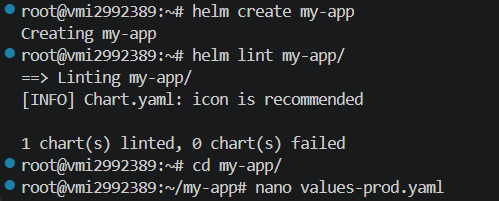 root@vmi2992389:~# helm create my-app
Creating my-app
root@vmi2992389:~# helm lint my-app/
==> Linting my-app/
[INFO] Chart.yaml: icon is recommended
1 chart(s) linted, 0 chart(s) failed
root@vmi2992389:~# cd my-app/
root@vmi2992389:~/my-app# nano values-prod.yaml